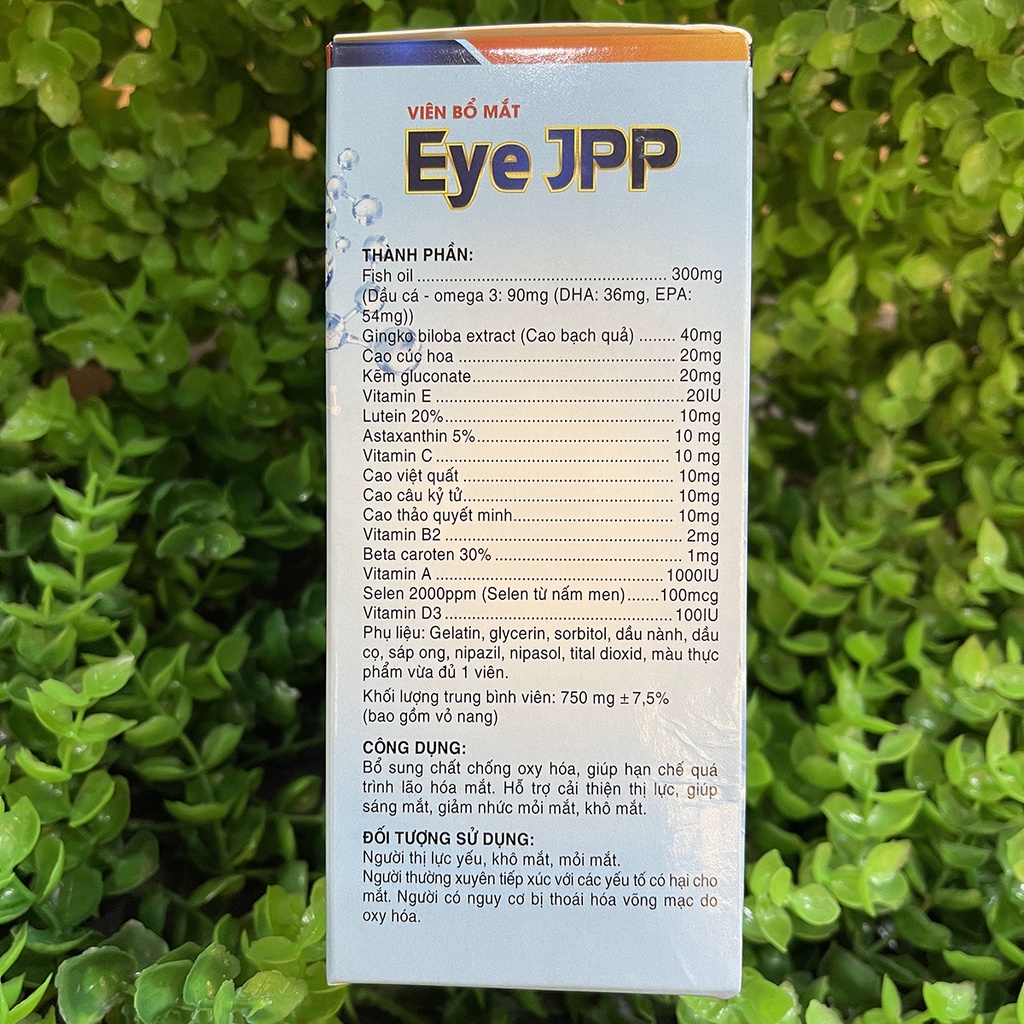 VIÊN BỔ MẮT
Eye JPP
THÀNH PHẦN:
Fish oil ........................................................ 300mg
(Dầu cá - omega 3: 90mg (DHA: 36mg, EPA:
54mg))
Gingko biloba extract (Cao bạch quả) ........ 40mg
Cao cúc hoa ................................................ 20mg
Kẽm gluconate............................................ 20mg
Vitamin E ......................................................20IU
Lutein 20%.................................................. 10mg
Astaxanthin 5%.......................................... 10 mg
Vitamin C .................................................. 10 mg
Cao việt quất .............................................. 10mg
Cao câu kỷ tử.............................................. 10mg
Cao thảo quyết minh................................... 10mg
Vitamin B2 .................................................... 2mg
Beta caroten 30%......................................... 1mg
Vitamin A .................................................1000IU
Selen 2000ppm (Selen từ nấm men).......100mcg
Vitamin D3 ..................................................100IU
Phụ liệu: Gelatin, glycerin, sorbitol, dầu nành, dầu
cọ, sáp ong, nipazil, nipasol, tital dioxid, màu thực
phẩm vừa đủ 1 viên.
Khối lượng trung bình viên: 750 mg ± 7,5%
(bao gồm vỏ nang)
CÔNG DỤNG:
Bổ sung chất chống oxy hóa, giúp hạn chế quá
trình lão hóa mắt. Hỗ trợ cải thiện thị lực, giúp
sáng mắt, giảm nhức mỏi mắt, khô mắt.
ĐỐI TƯỢNG SỬ DỤNG:
Người thị lực yếu, khô mắt, mỏi mắt.
Người thường xuyên tiếp xúc với các yếu tố có hại cho
mắt. Người có nguy cơ bị thoái hóa võng mạc do
oxy hóa.